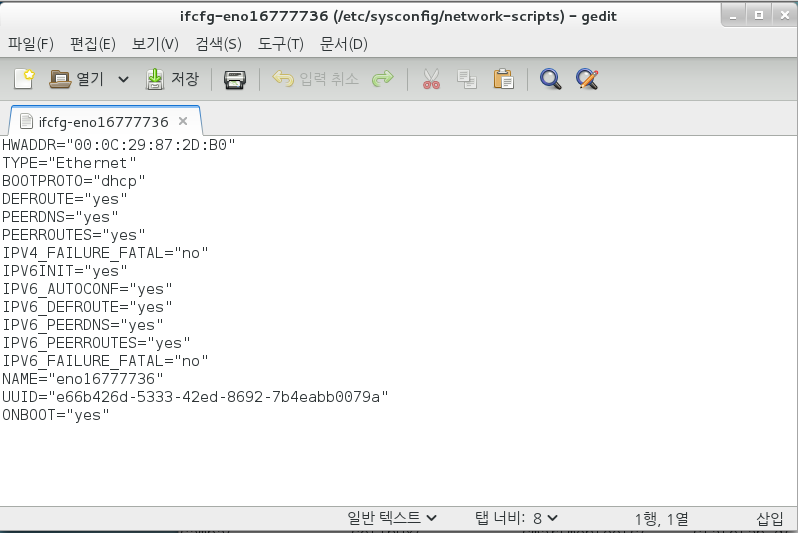 ifcfg-eno16777736 (/etc/sysconfig/network-scripts) – gedit
파일(F) 편집(E) 보기(V) 검색(S) 도구(T) 문서(D)
열기 저장 입력 취소
ifcfg-eno16777736
HWADDR="00:0C:29:87:2D:B0"
TYPE="Ethernet"
BOOTPROTO="dhcp"
DEFROUTE="yes"
PEERDNS="yes"
PEERROUTES="yes"
IPV4_FAILURE_FATAL="no"
IPV6INIT="yes"
IPV6_AUTOCONF="yes"
IPV6_DEFROUTE="yes"
IPV6_PEERDNS="yes"
IPV6_PEERROUTES="yes"
IPV6_FAILURE_FATAL="no"
NAME="eno16777736"
UUID="e66b426d-5333-42ed-8692-7b4eabb0079a"
ONBOOT="yes"
일반 텍스트 탭 너비: 8 1행, 1열 삽입